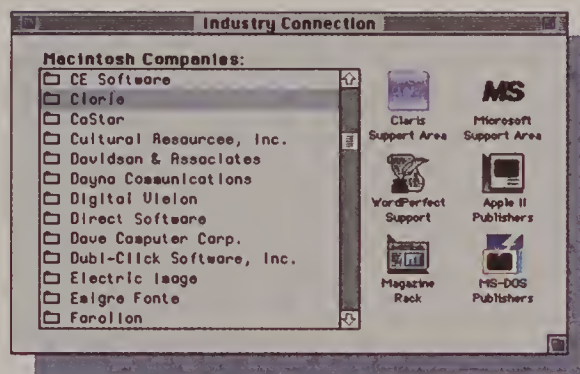 Industry Connection
Macintosh Companies:
CE Software
Claris
CoStar
Cultural Resources, Inc.
Davidson & Associates
Dayna Communications
Digital Vision
Direct Software
Dove Computer Corp.
Dubl-Click Software, Inc.
Electric Image
Emigre Fonts
Farallon
Claris
Support Area
MS
Microsoft
Support Area
WordPerfect
Support
Apple II
Publishers
Magazine
Rack
MS-DOS
Publishers